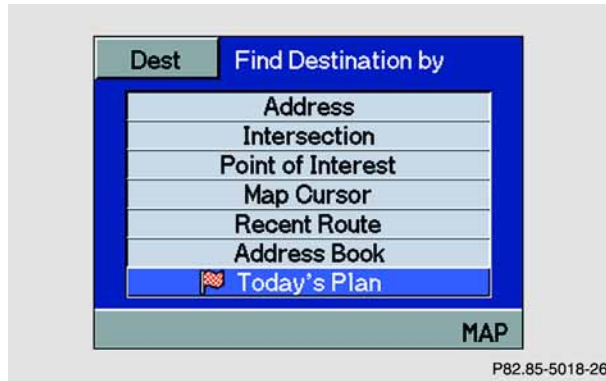 Dest Find Destination by
Address
Intersection
Point of Interest
Map Cursor
Recent Route
Address Book
Today's Plan
MAP
P82.85-5018-26